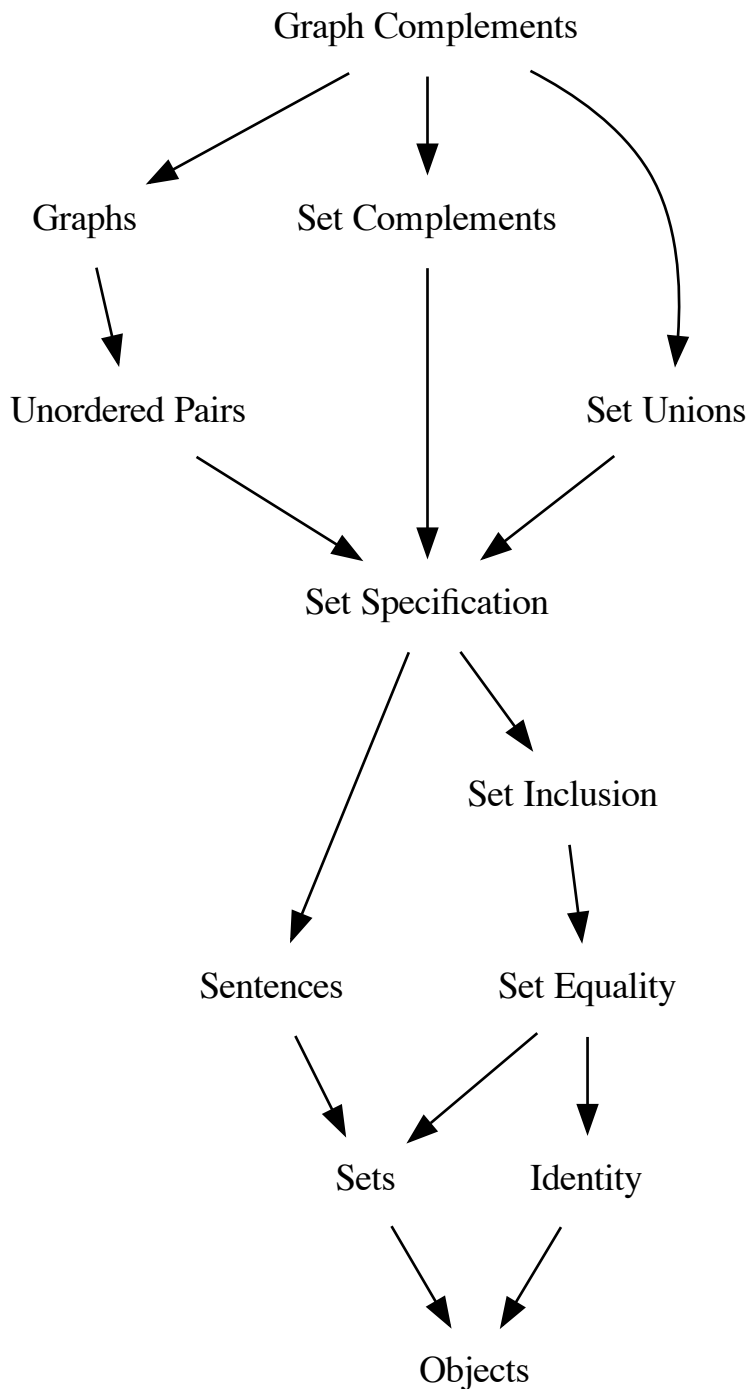 Graph Complements
Graphs
Set Complements
Unordered Pairs
Set Unions
Set Specification
Set Inclusion
Sentences
Set Equality
Sets
Identity
Objects